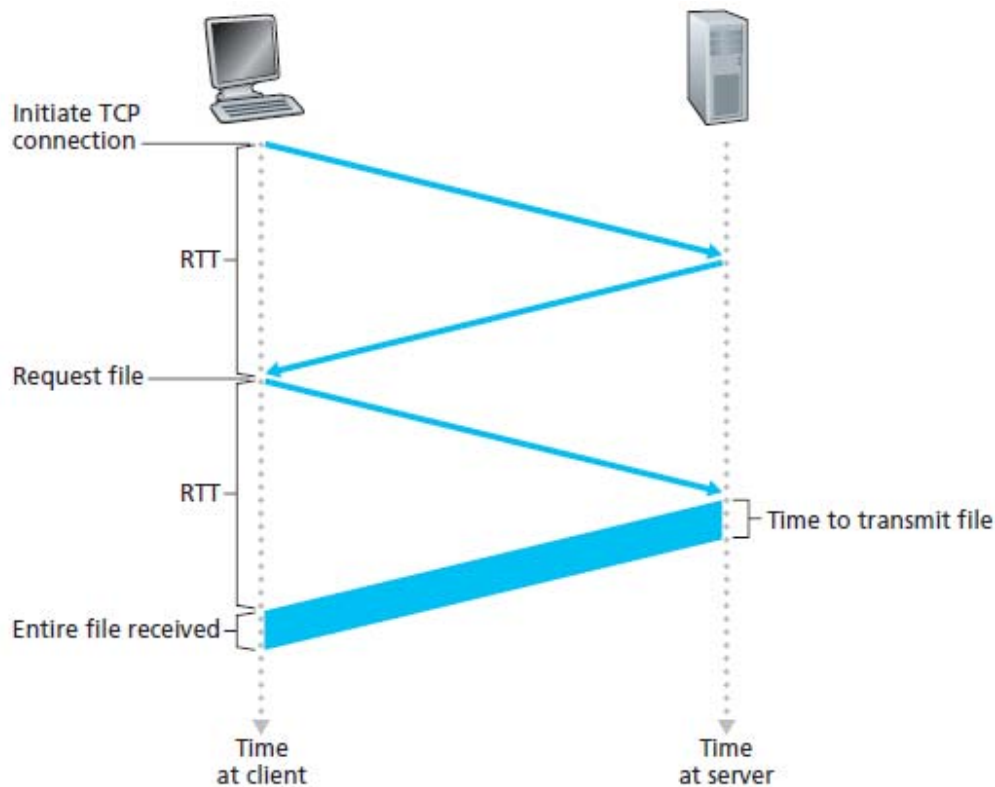 Initiate TCP
connection
RTT
Request file
RTT
Time to transmit file
Entire file received
Time
at client
Time
at server